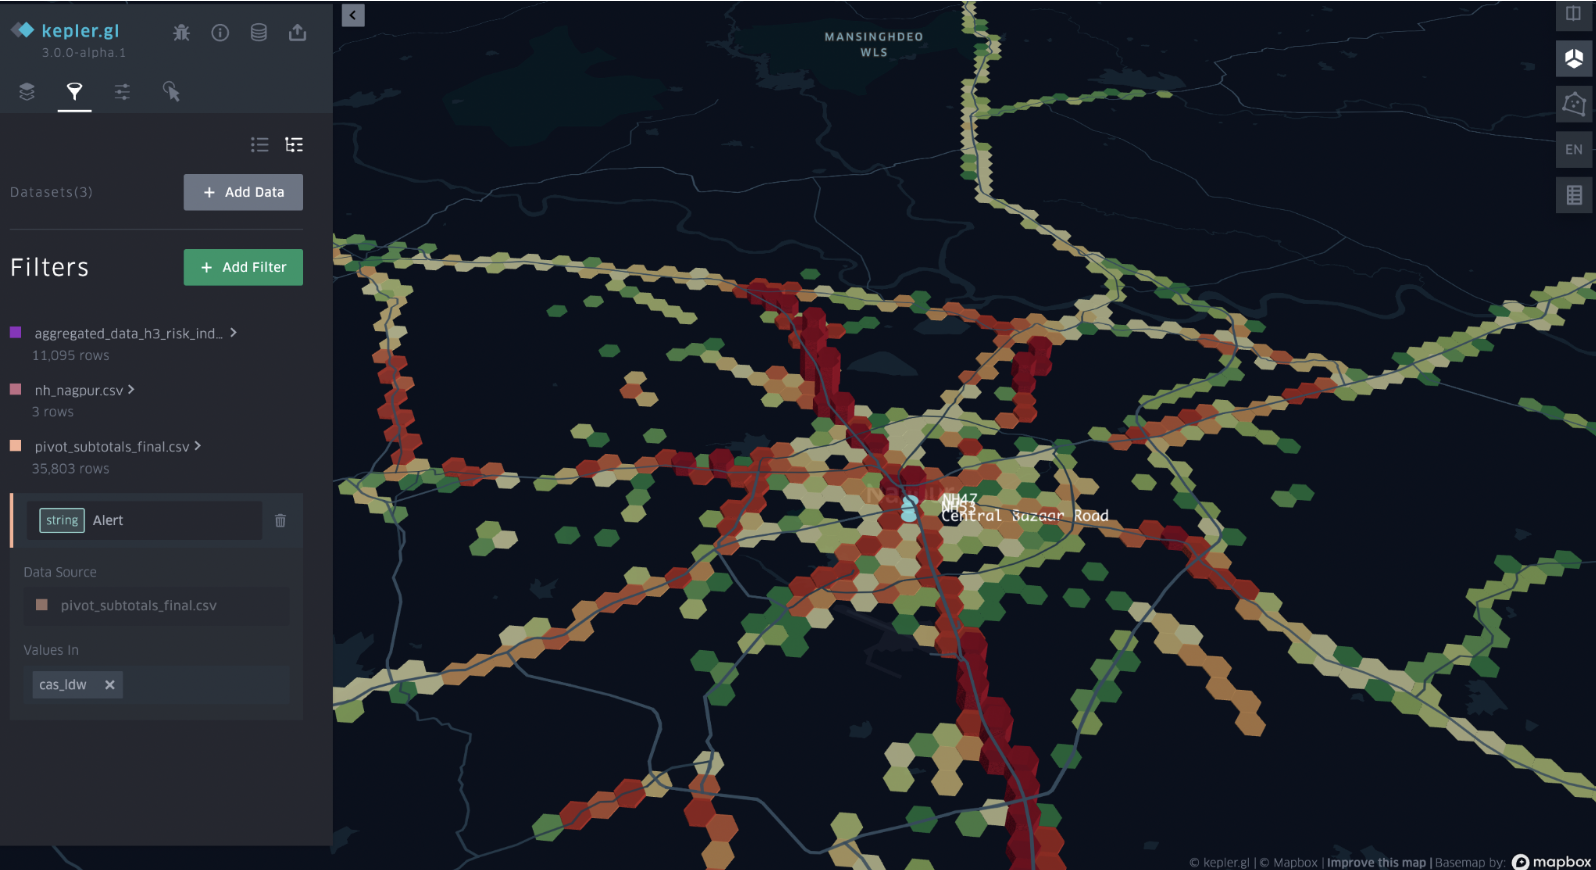 kepler.gl
3.0.0-alpha.1
Datasets(3)
+ Add Data
Filters
+ Add Filter
aggregated_data_h3_risk_ind...
11,095 rows
nh_nagpur.csv
3 rows
pivot_subtotals_final.csv
35,803 rows
string Alert
Data Source
pivot_subtotals_final.csv
Values In
cas_ldw
MANSINGHDEO
WLS
EN
NH47
NH53
Central Bazaar Road
© kepler.gl | © Mapbox | Improve this map | Basemap by: mapbox